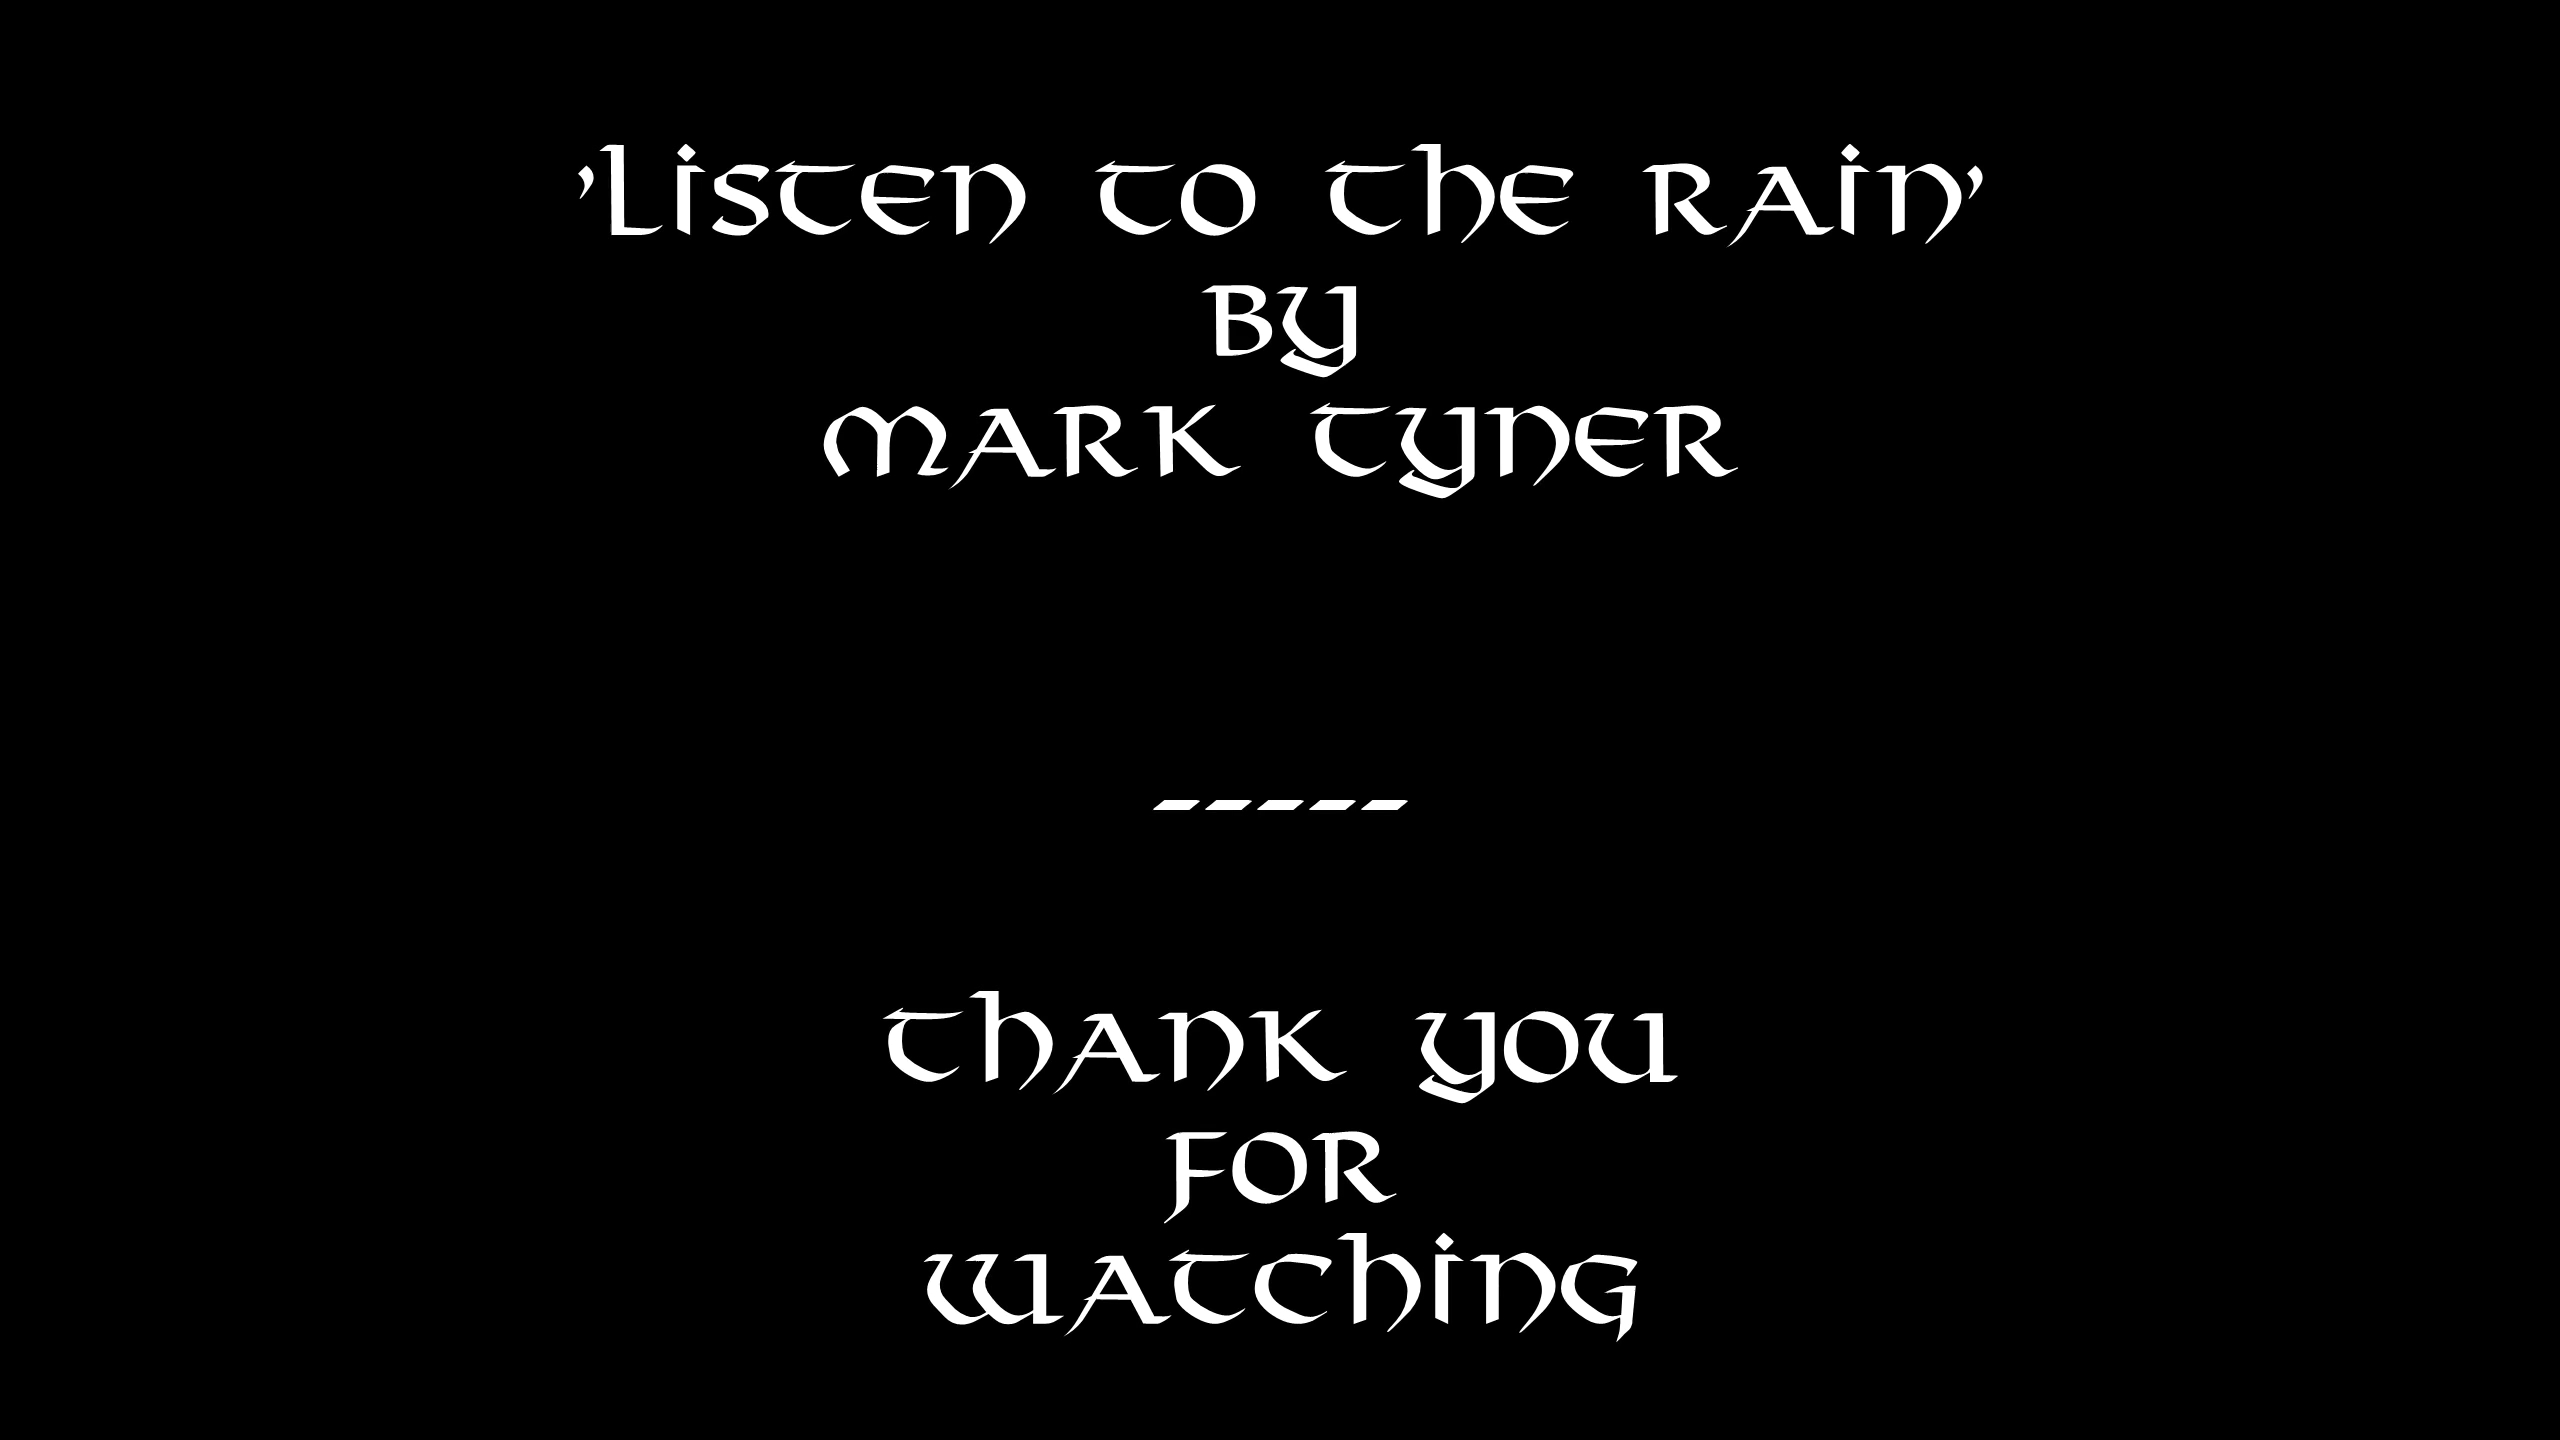 'Listen to the rain'
by
Mark Tyner
-----
Thank you
for
watching